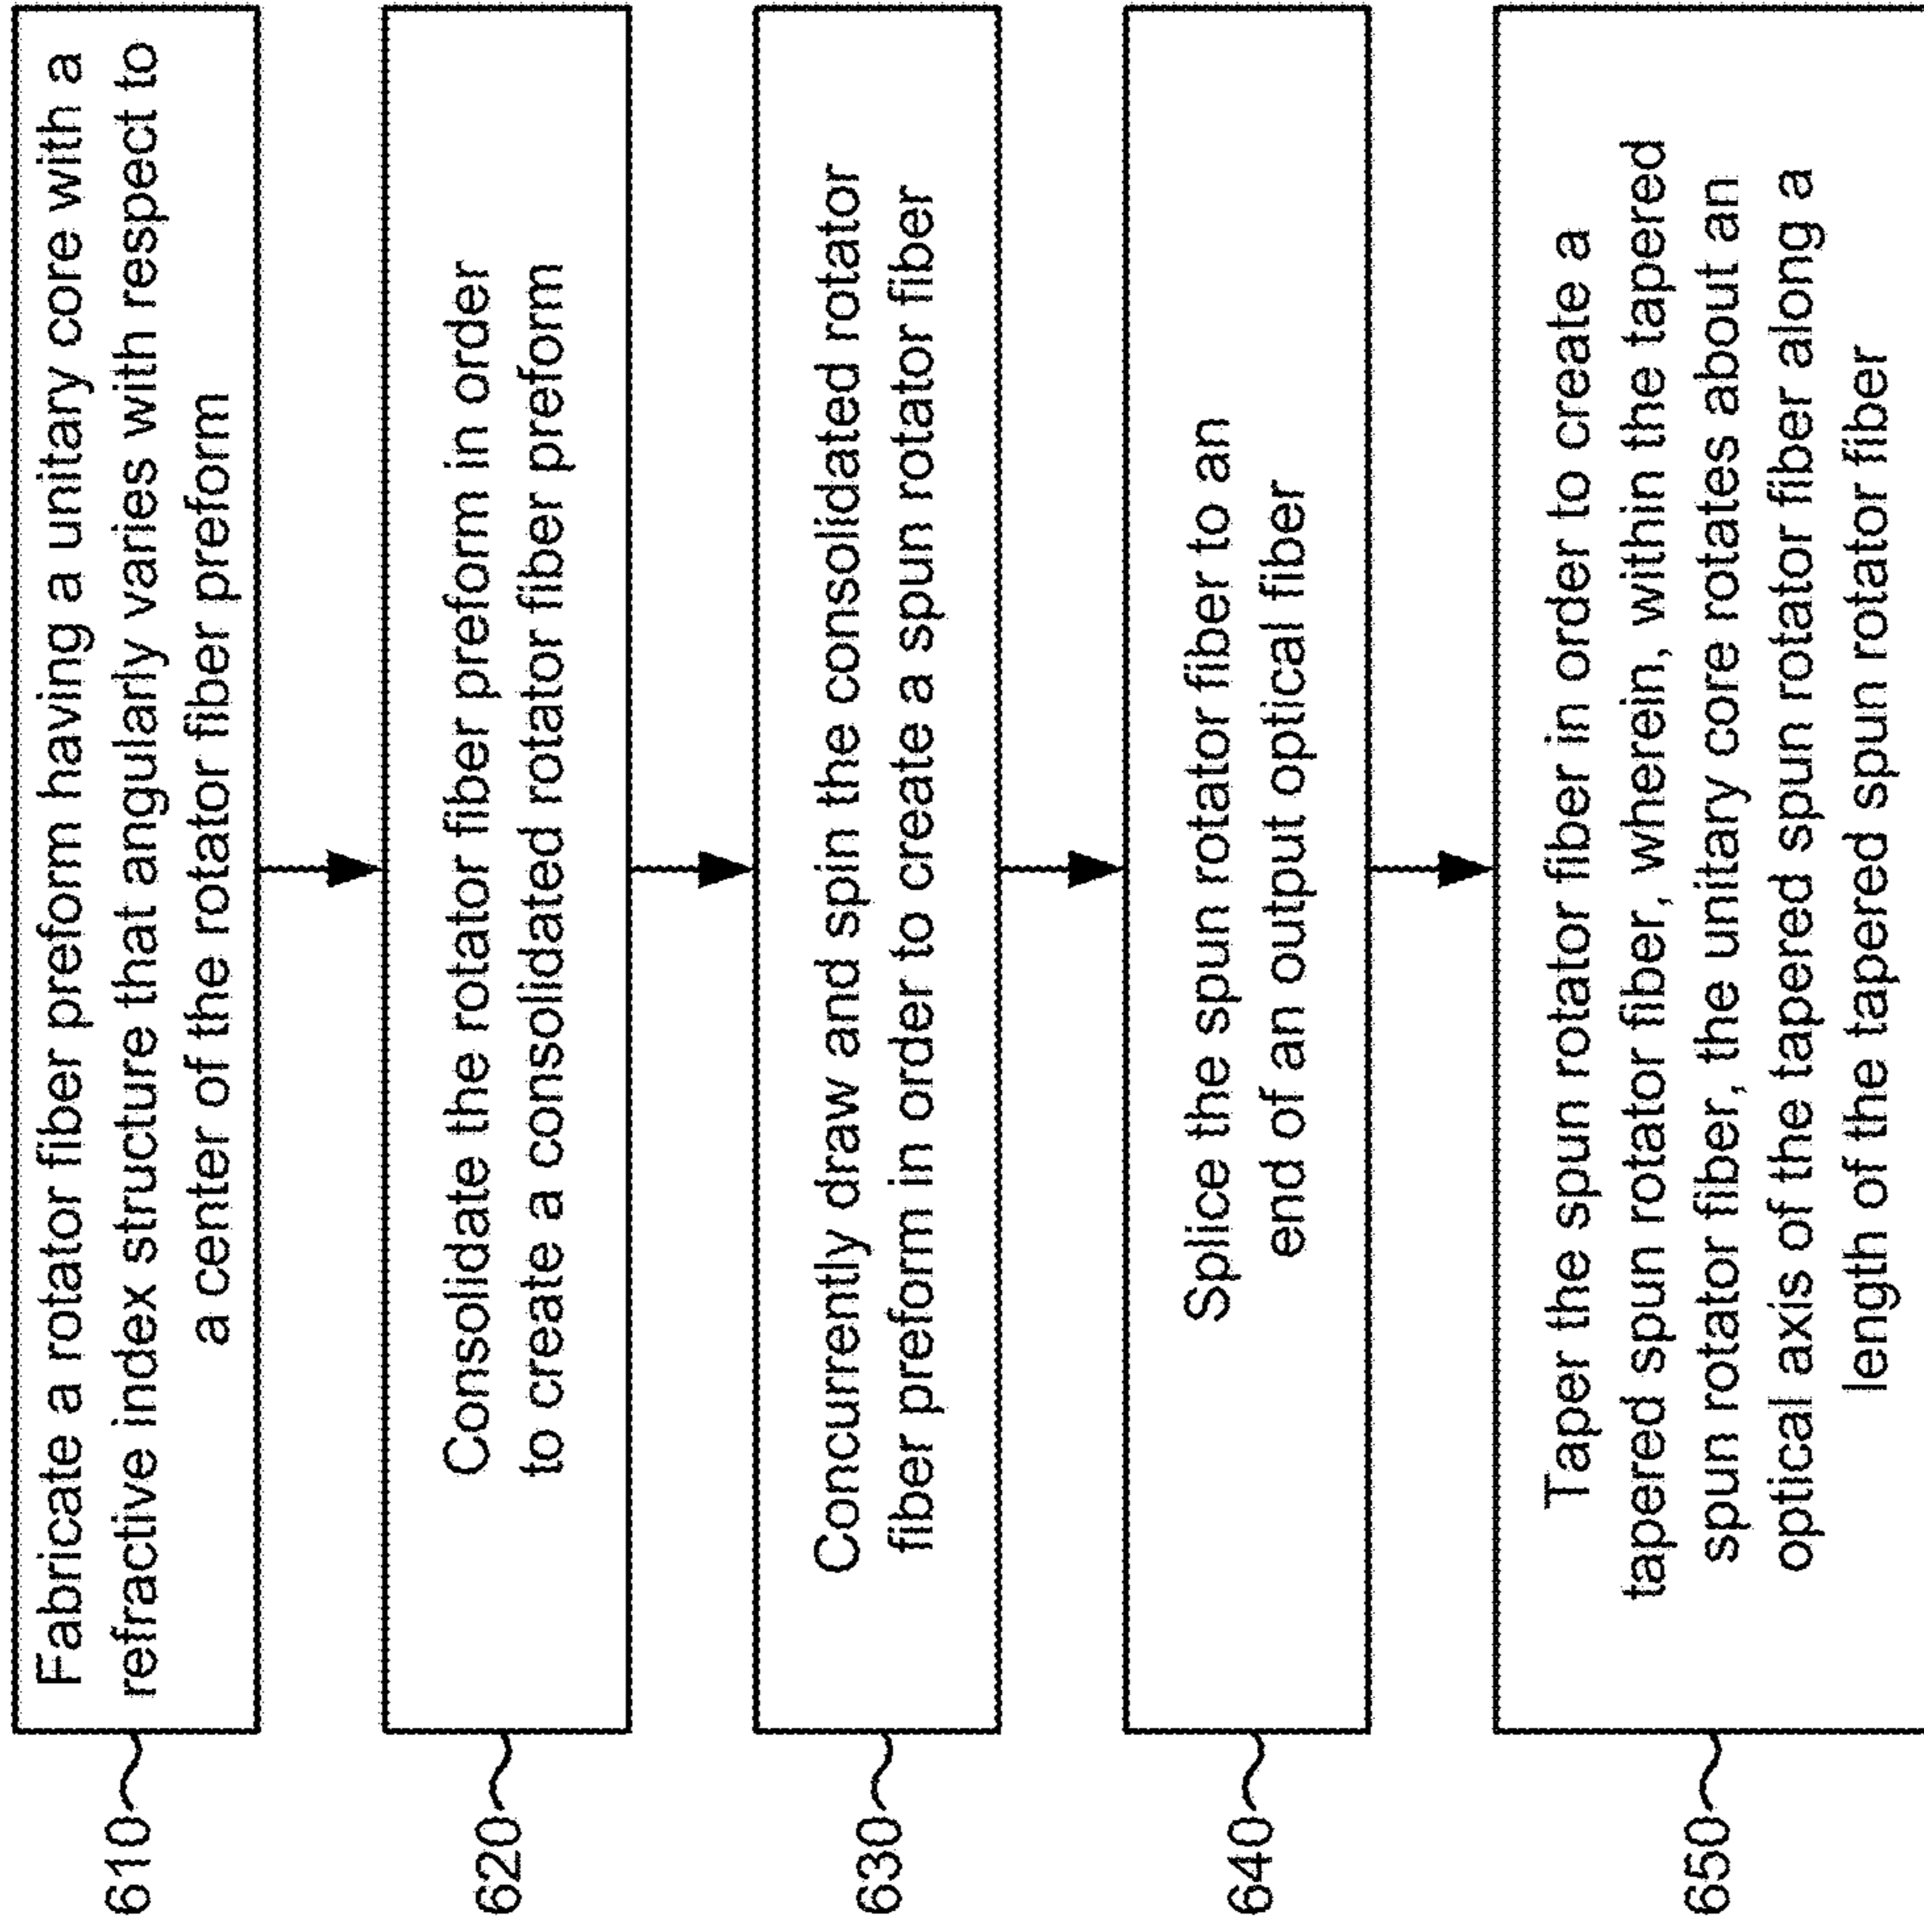 610
Fabricate a rotator fiber preform having a unitary core with a
refractive index structure that angularly varies with respect to
a center of the rotator fiber preform
620
Consolidate the rotator fiber preform in order
to create a consolidated rotator fiber preform
630
Concurrently draw and spin the consolidated rotator
fiber preform in order to create a spun rotator fiber
640
Splice the spun rotator fiber to an
end of an output optical fiber
650
Taper the spun rotator fiber in order to create a
tapered spun rotator fiber, wherein, within the tapered
spun rotator fiber, the unitary core rotates about an
optical axis of the tapered spun rotator fiber along a
length of the tapered spun rotator fiber